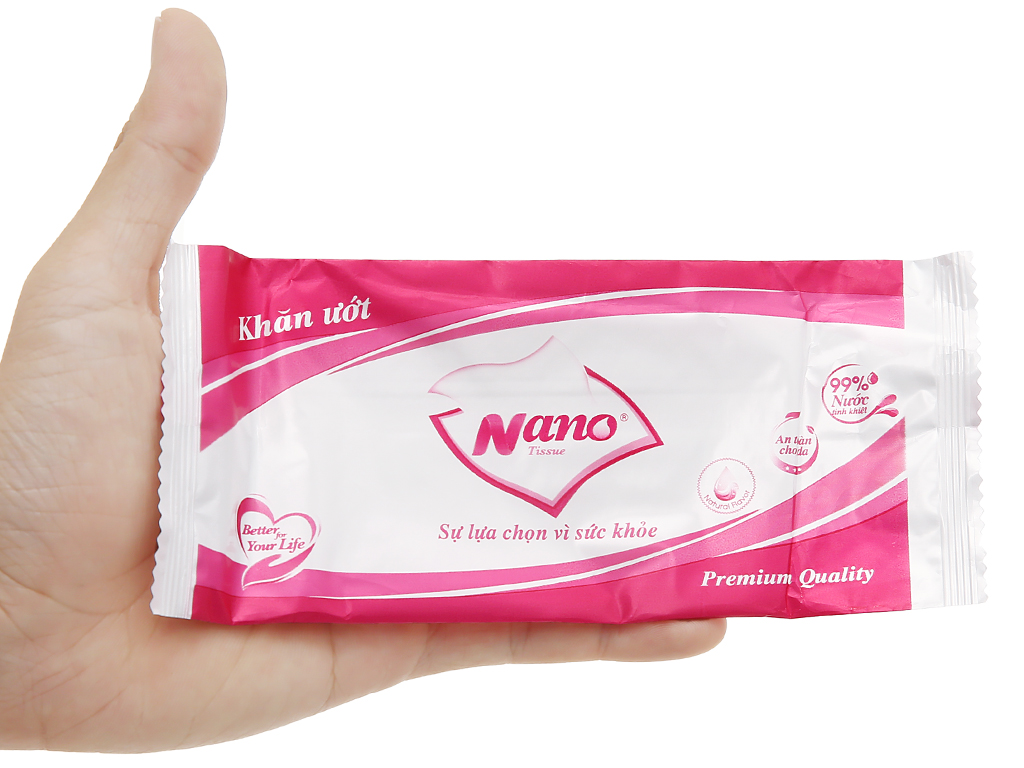 Khăn ướt
Nano®
Tissue
99%
Nước
tinh khiết
An toàn
cho da
Natural Flavor
Better for
Your Life
Sự lựa chọn vì sức khỏe
Premium Quality